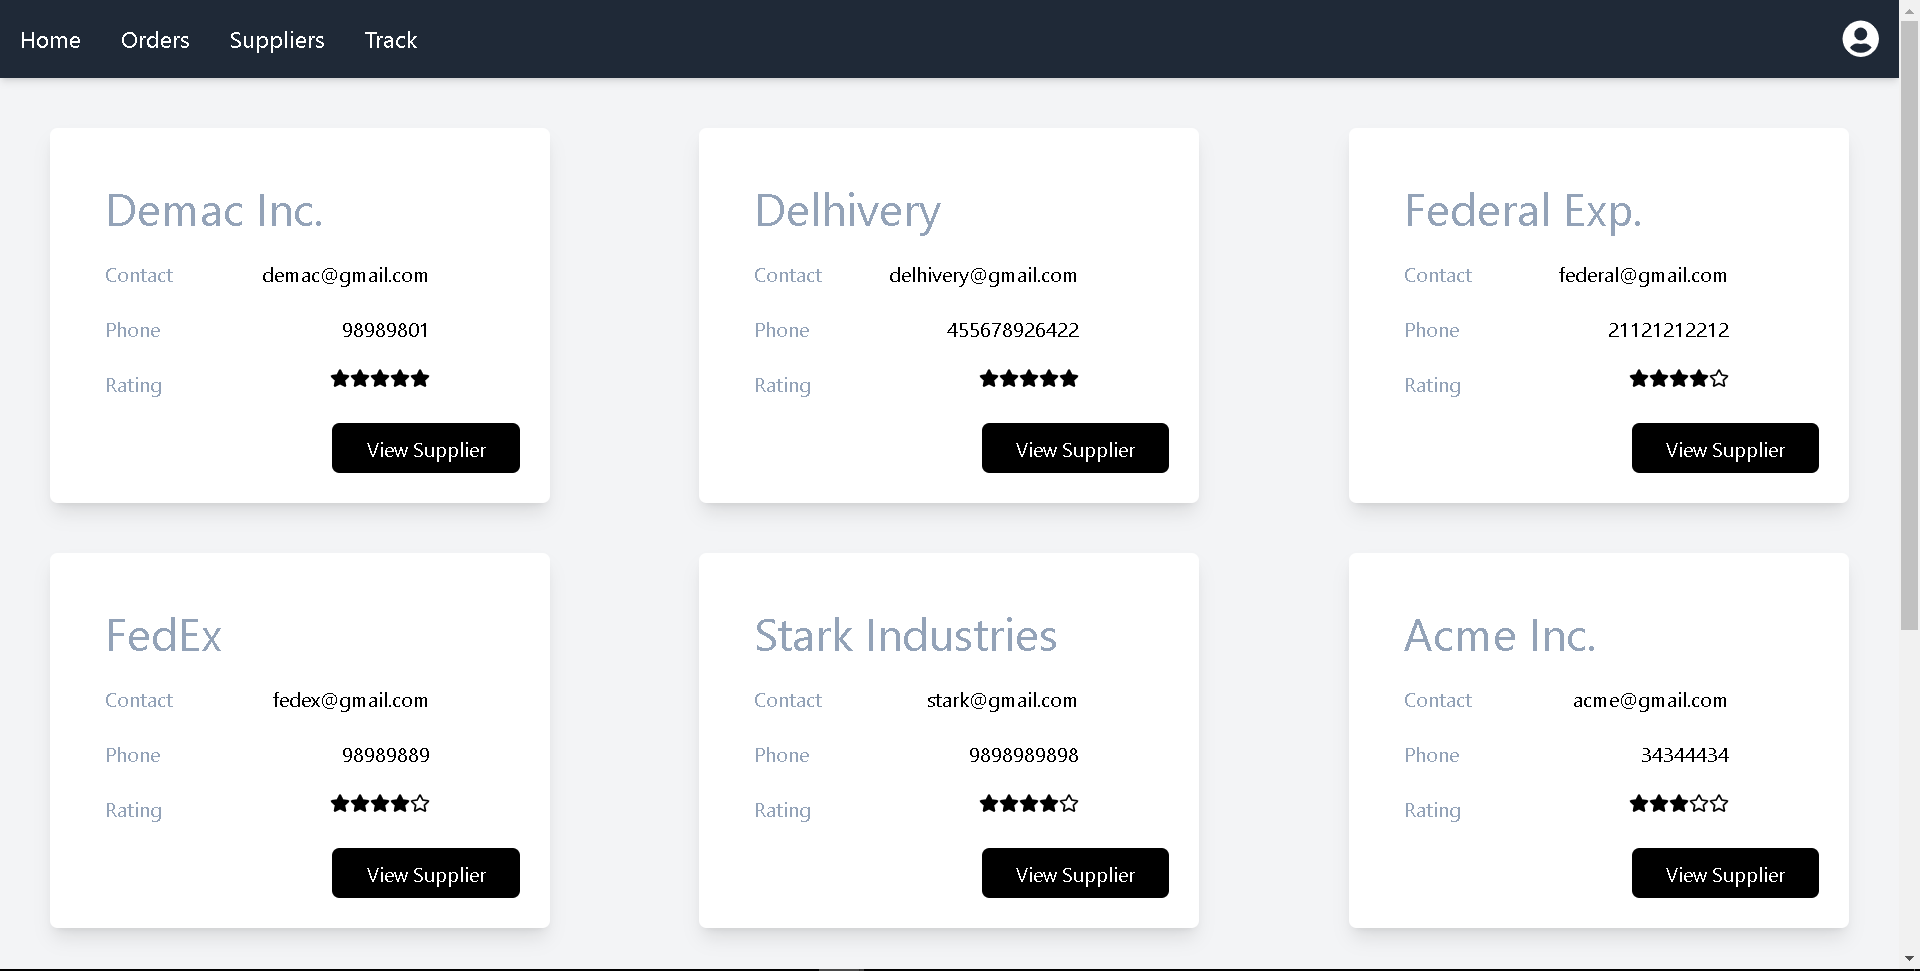 Home Orders Suppliers Track
Demac Inc. Delhivery Federal Exp.
Contact demac@gmail.com Contact delhivery@gmail.com Contact federal@gmail.com
Phone 98989801 Phone 455678926422 Phone 21121212212
Rating Rating Rating
View Supplier View Supplier View Supplier
FedEx Stark Industries Acme Inc.
Contact fedex@gmail.com Contact stark@gmail.com Contact acme@gmail.com
Phone 98989889 Phone 9898989898 Phone 34344434
Rating Rating Rating
View Supplier View Supplier View Supplier